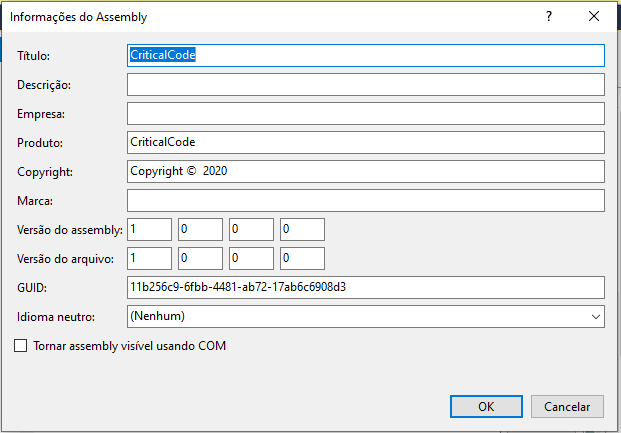 Informações do Assembly ?
Título: CriticalCode
Descrição:
Empresa:
Produto: CriticalCode
Copyright: Copyright © 2020
Marca:
Versão do assembly: 1 0 0 0
Versão do arquivo: 1 0 0 0
GUID: 11b256c9-6fbb-4481-ab72-17ab6c6908d3
Idioma neutro: (Nenhum)
Tornar assembly visível usando COM
OK Cancelar